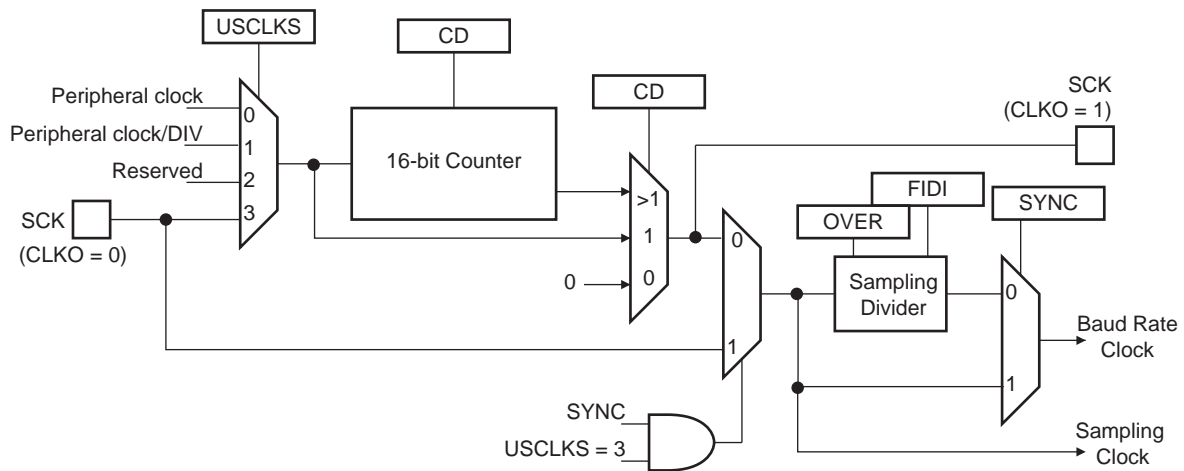 USCLKS
CD
Peripheral clock
Peripheral clock/DIV
Reserved
SCK
(CLKO = 0)
0
1
2
3
16-bit Counter
CD
>1
1
0
0
SCK
(CLKO = 1)
0
1
SYNC
USCLKS = 3
OVER
FIDI
Sampling
Divider
SYNC
0
1
Baud Rate
Clock
Sampling
Clock